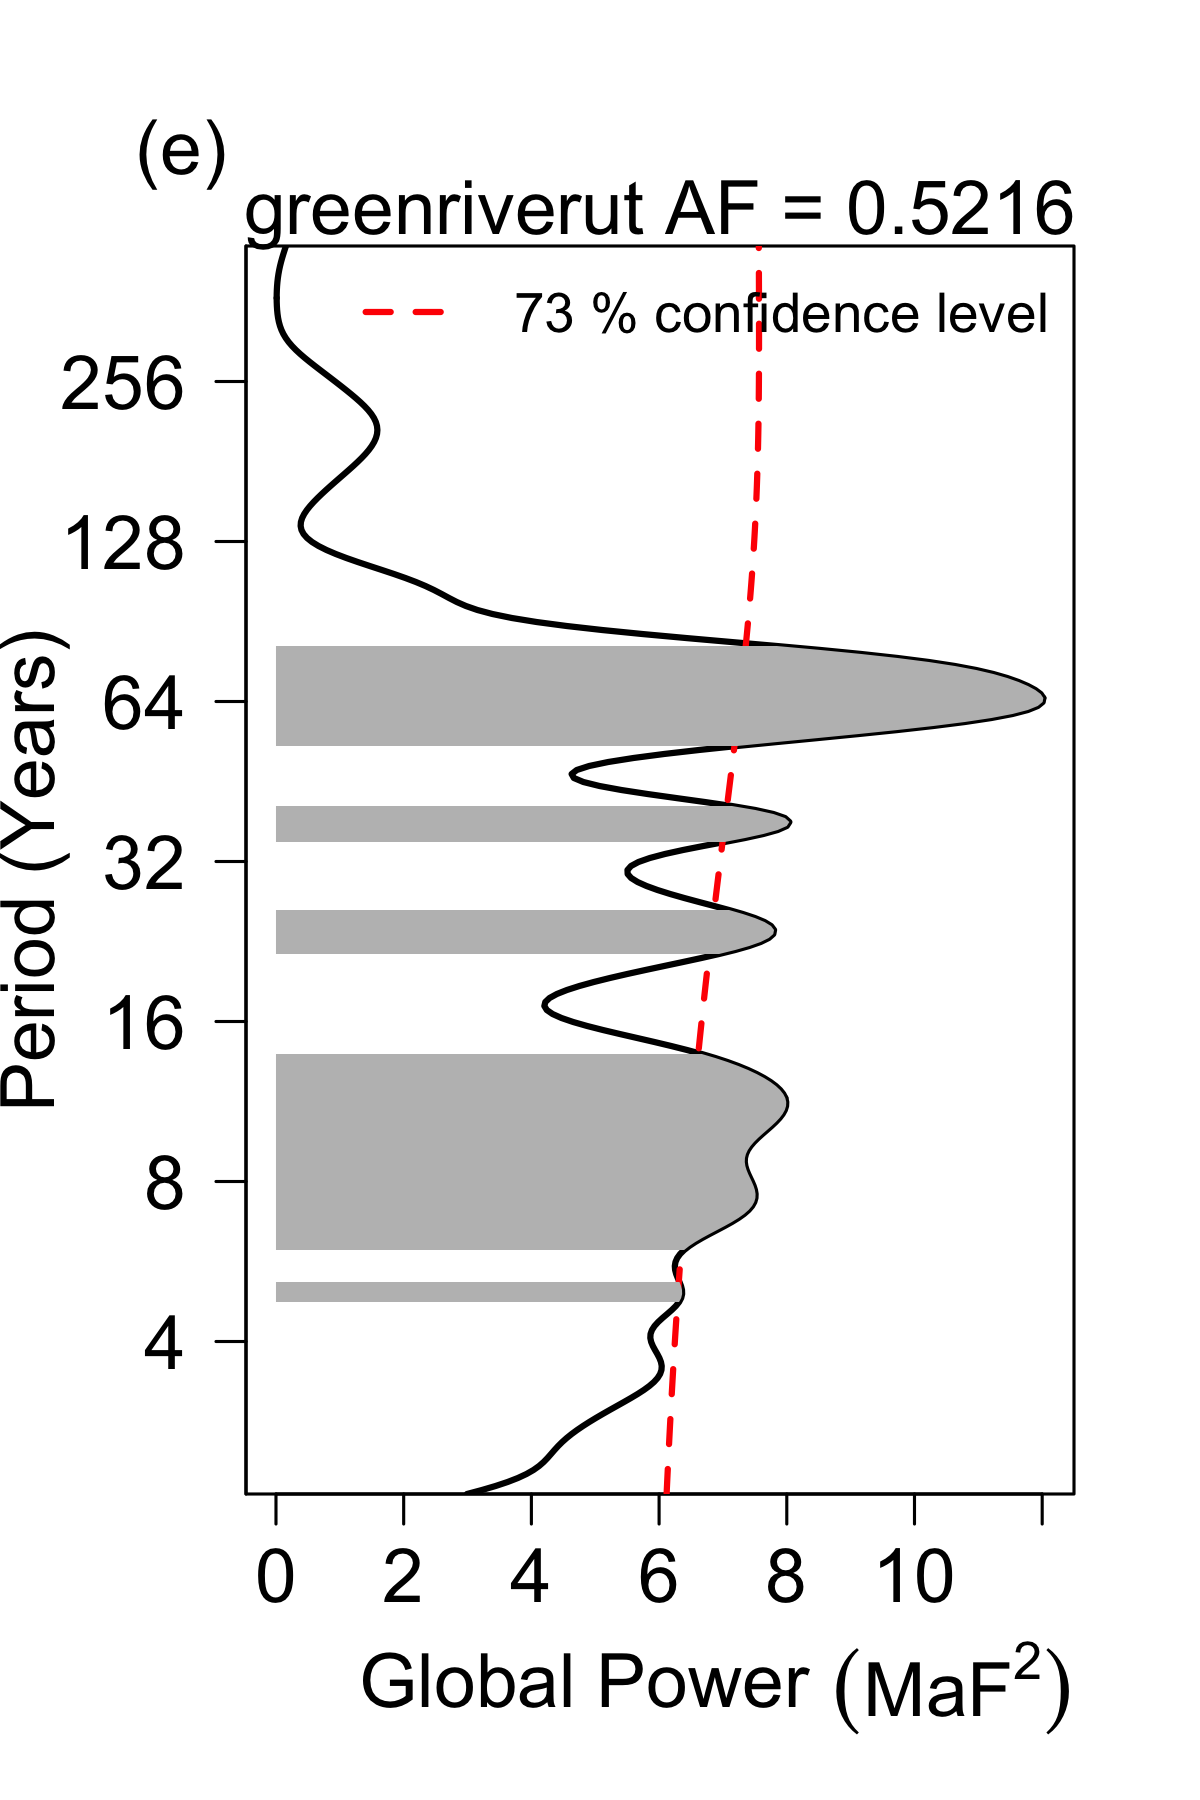 (e)
greenriverut AF = 0.5216
73 % confidence level
256
128
64
32
16
8
4
Period (Years)
0 2 4 6 8 10
Global Power (MaF²)